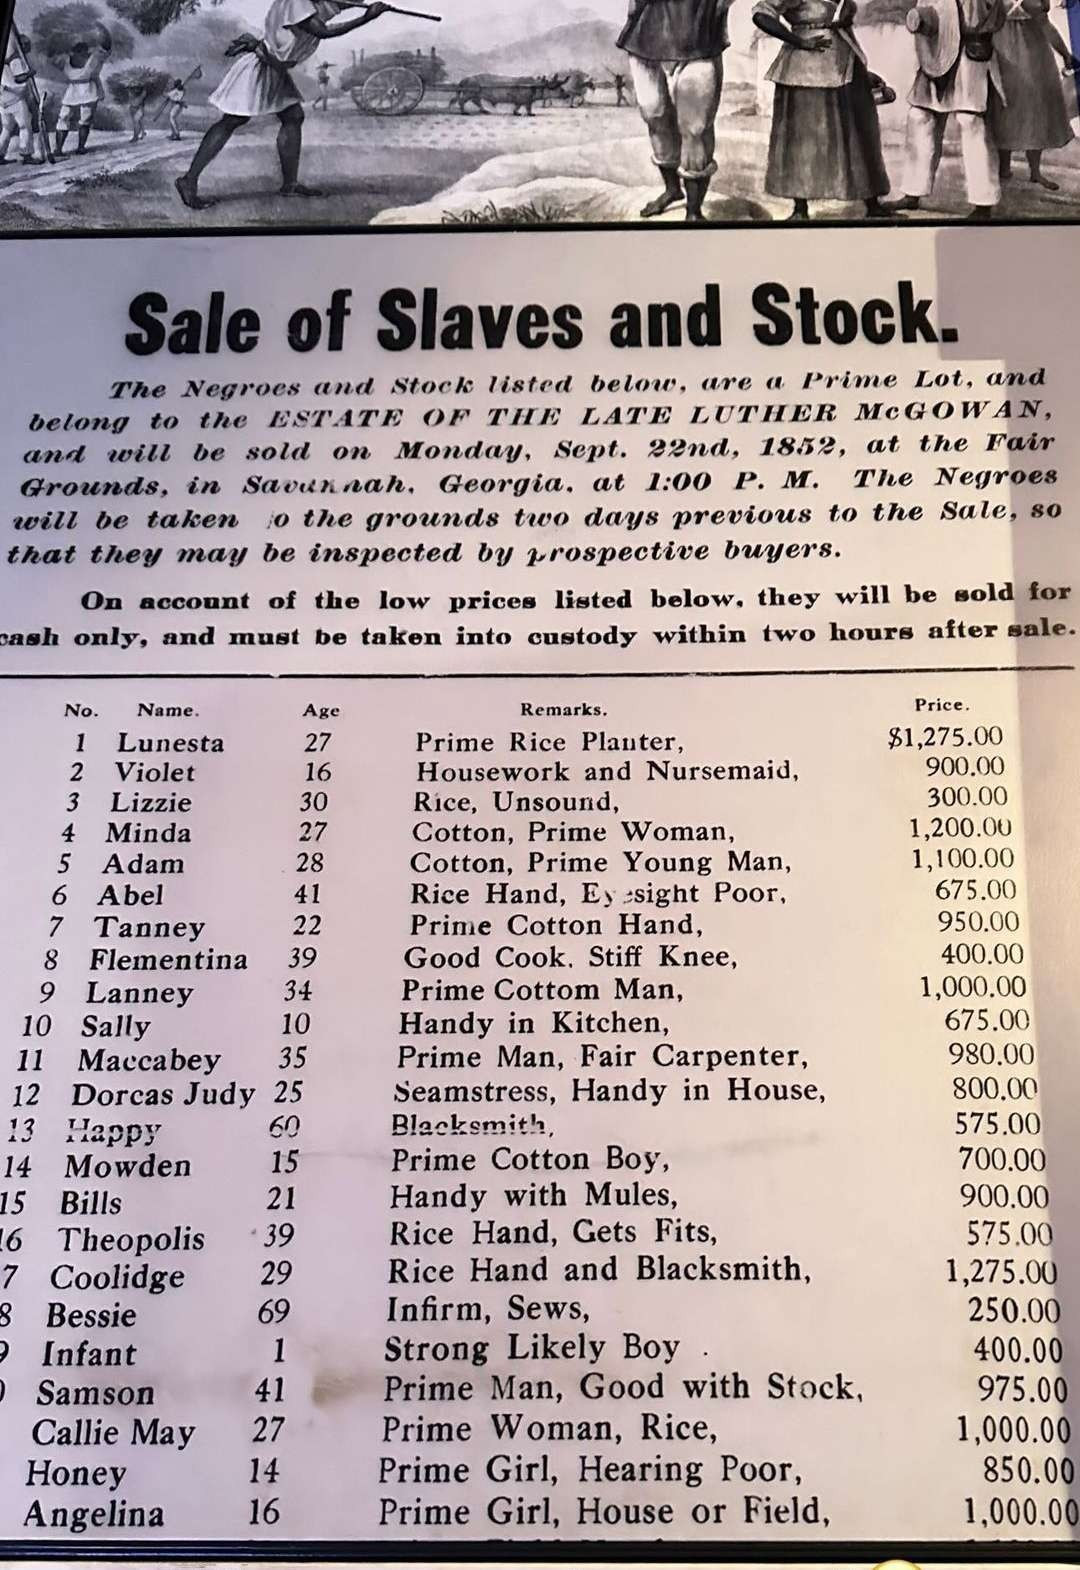 Sale of Slaves and Stock.
The Negroes and Stock listed below, are a Prime Lot, and
belong to the ESTATE OF THE LATE LUTHER McGOWAN,
and will be sold on Monday, Sept. 22nd, 1852, at the Fair
Grounds, in Savannah, Georgia, at 1:00 P. M. The Negroes
will be taken to the grounds two days previous to the Sale, so
that they may be inspected by prospective buyers.
On account of the low prices listed below, they will be sold for
cash only, and must be taken into custody within two hours after sale.
No. Name. Age Remarks. Price.
1 Lunesta 27 Prime Rice Planter, $1,275.00
2 Violet 16 Housework and Nursemaid, 900.00
3 Lizzie 30 Rice, Unsound, 300.00
4 Minda 27 Cotton, Prime Woman, 1,200.00
5 Adam 28 Cotton, Prime Young Man, 1,100.00
6 Abel 41 Rice Hand, Eyesight Poor, 675.00
7 Tanney 22 Prime Cotton Hand, 950.00
8 Flementina 39 Good Cook. Stiff Knee, 400.00
9 Lanney 34 Prime Cottom Man, 1,000.00
10 Sally 10 Handy in Kitchen, 675.00
11 Maccabey 35 Prime Man, Fair Carpenter, 980.00
12 Dorcas Judy 25 Seamstress, Handy in House, 800.00
13 Happy 60 Blacksmith, 575.00
14 Mowden 15 Prime Cotton Boy, 700.00
15 Bills 21 Handy with Mules, 900.00
16 Theopolis 39 Rice Hand, Gets Fits, 575.00
7 Coolidge 29 Rice Hand and Blacksmith, 1,275.00
8 Bessie 69 Infirm, Sews, 250.00
9 Infant 1 Strong Likely Boy 400.00
Samson 41 Prime Man, Good with Stock, 975.00
Callie May 27 Prime Woman, Rice, 1,000.00
Honey 14 Prime Girl, Hearing Poor, 850.00
Angelina 16 Prime Girl, House or Field, 1,000.00